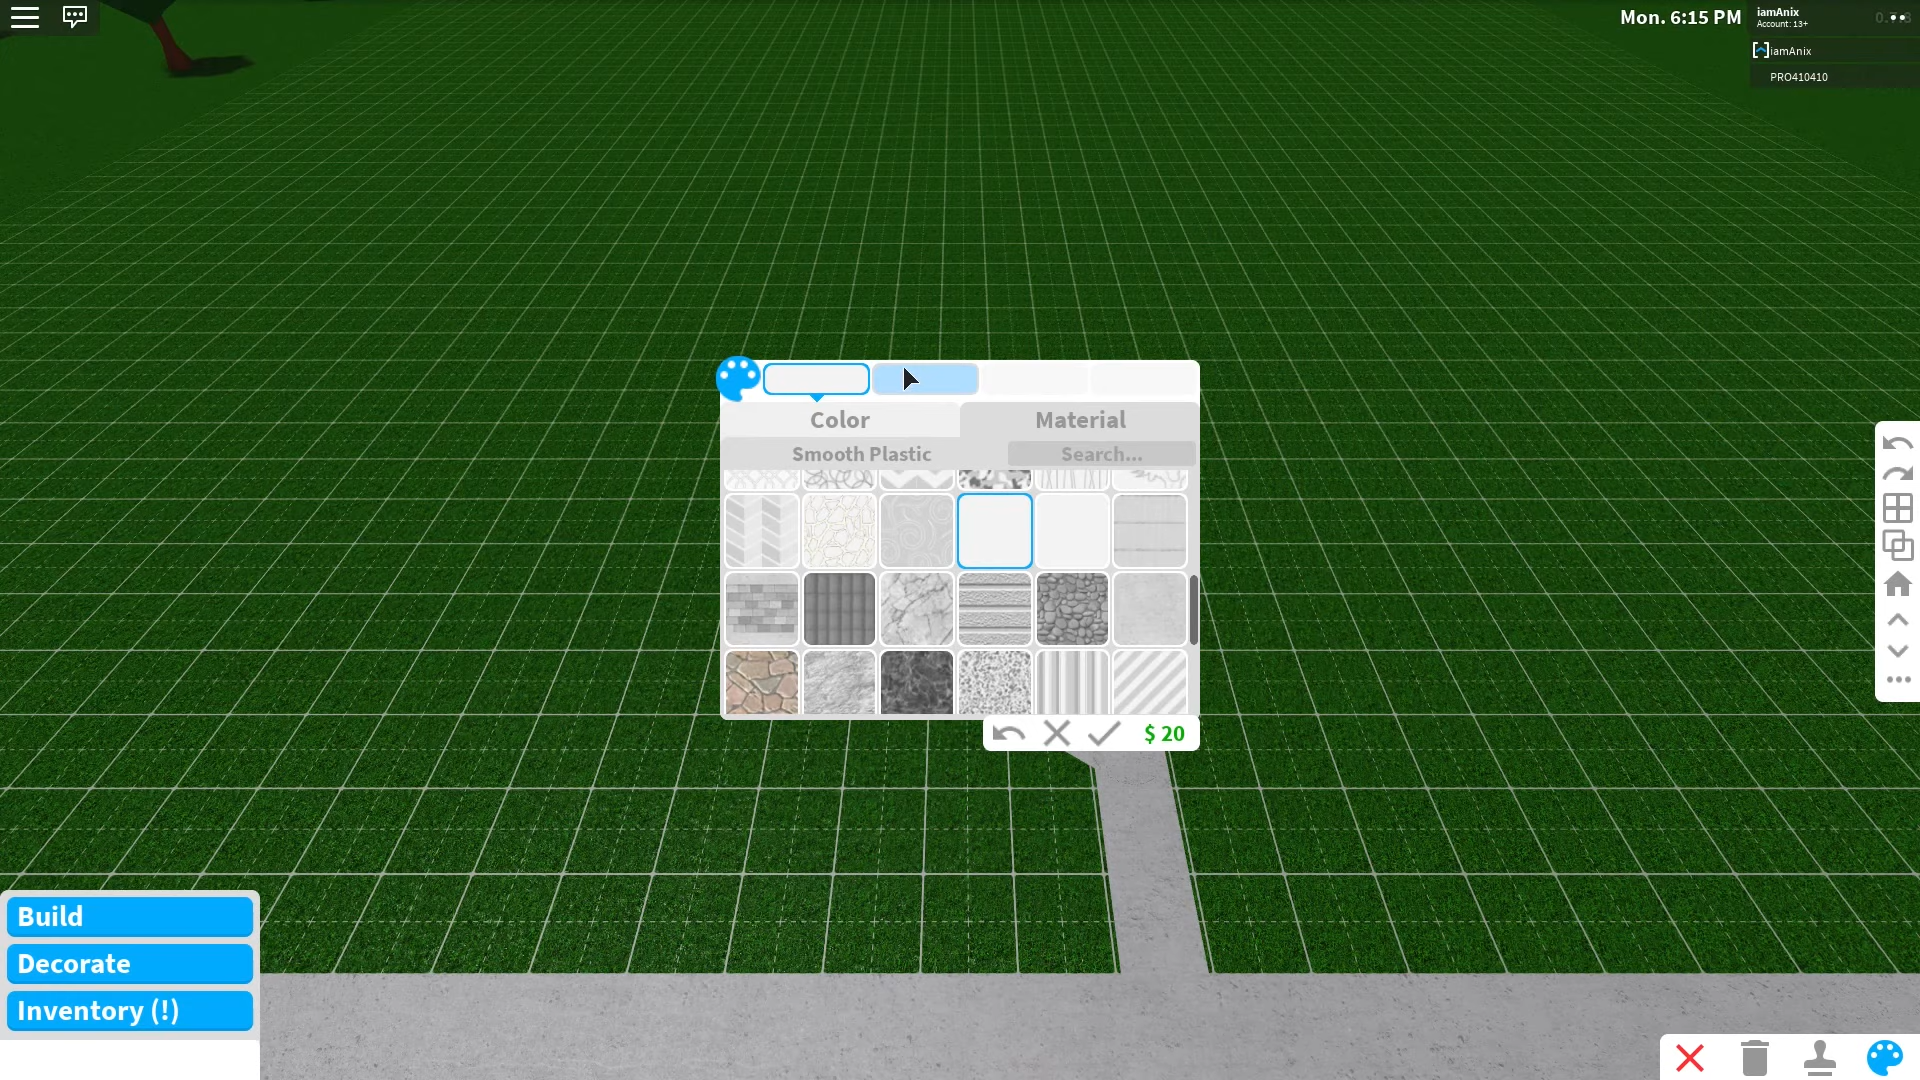 Mon. 6:15 PM
iamAnix
Account: 13+
iamAnix
PRO410410
Color
Material
Smooth Plastic
Search...
$ 20
Build
Decorate
Inventory (!)